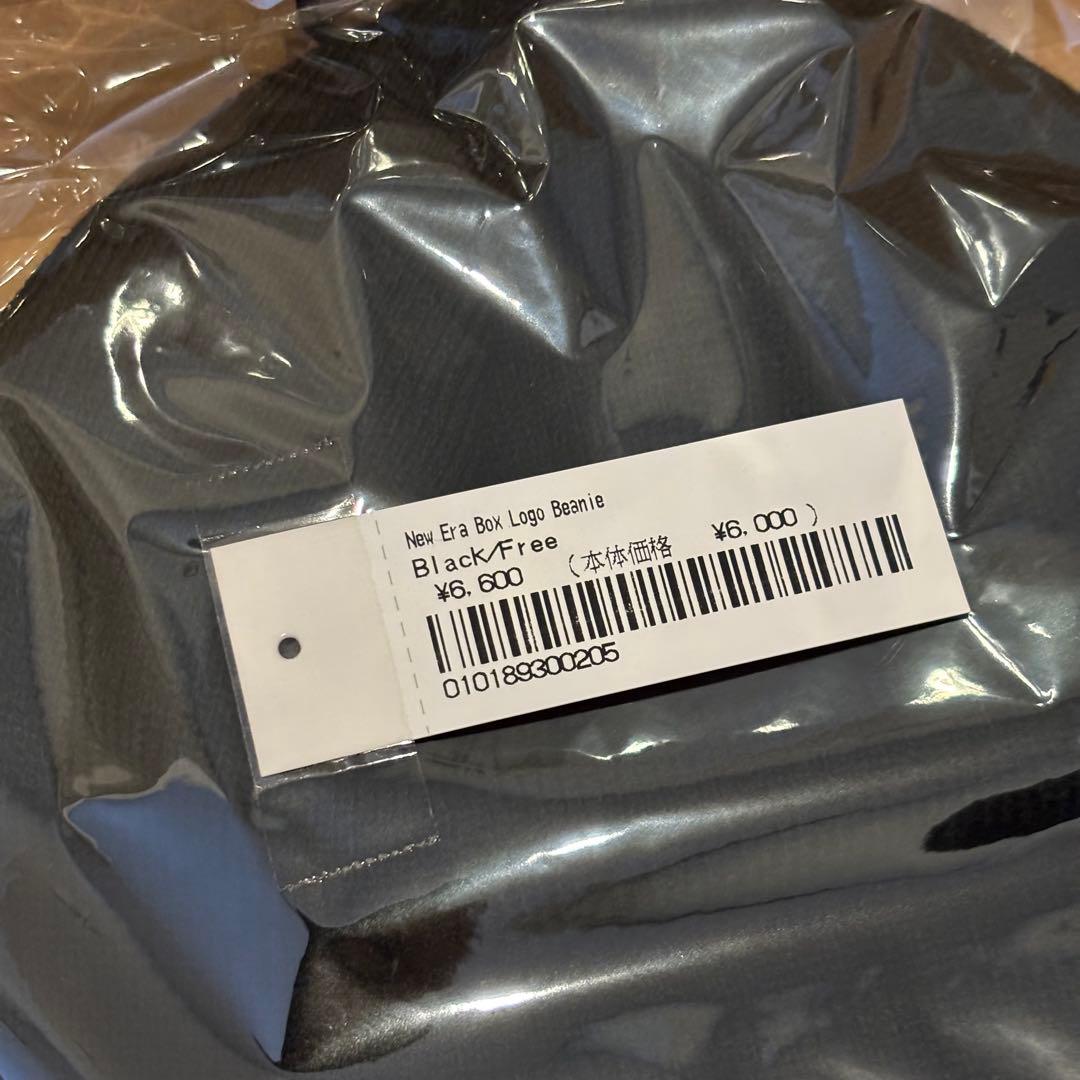 New Era Box Logo Beanie
Black/Free
¥6,600 (本体価格 ¥6,000)
010189300205